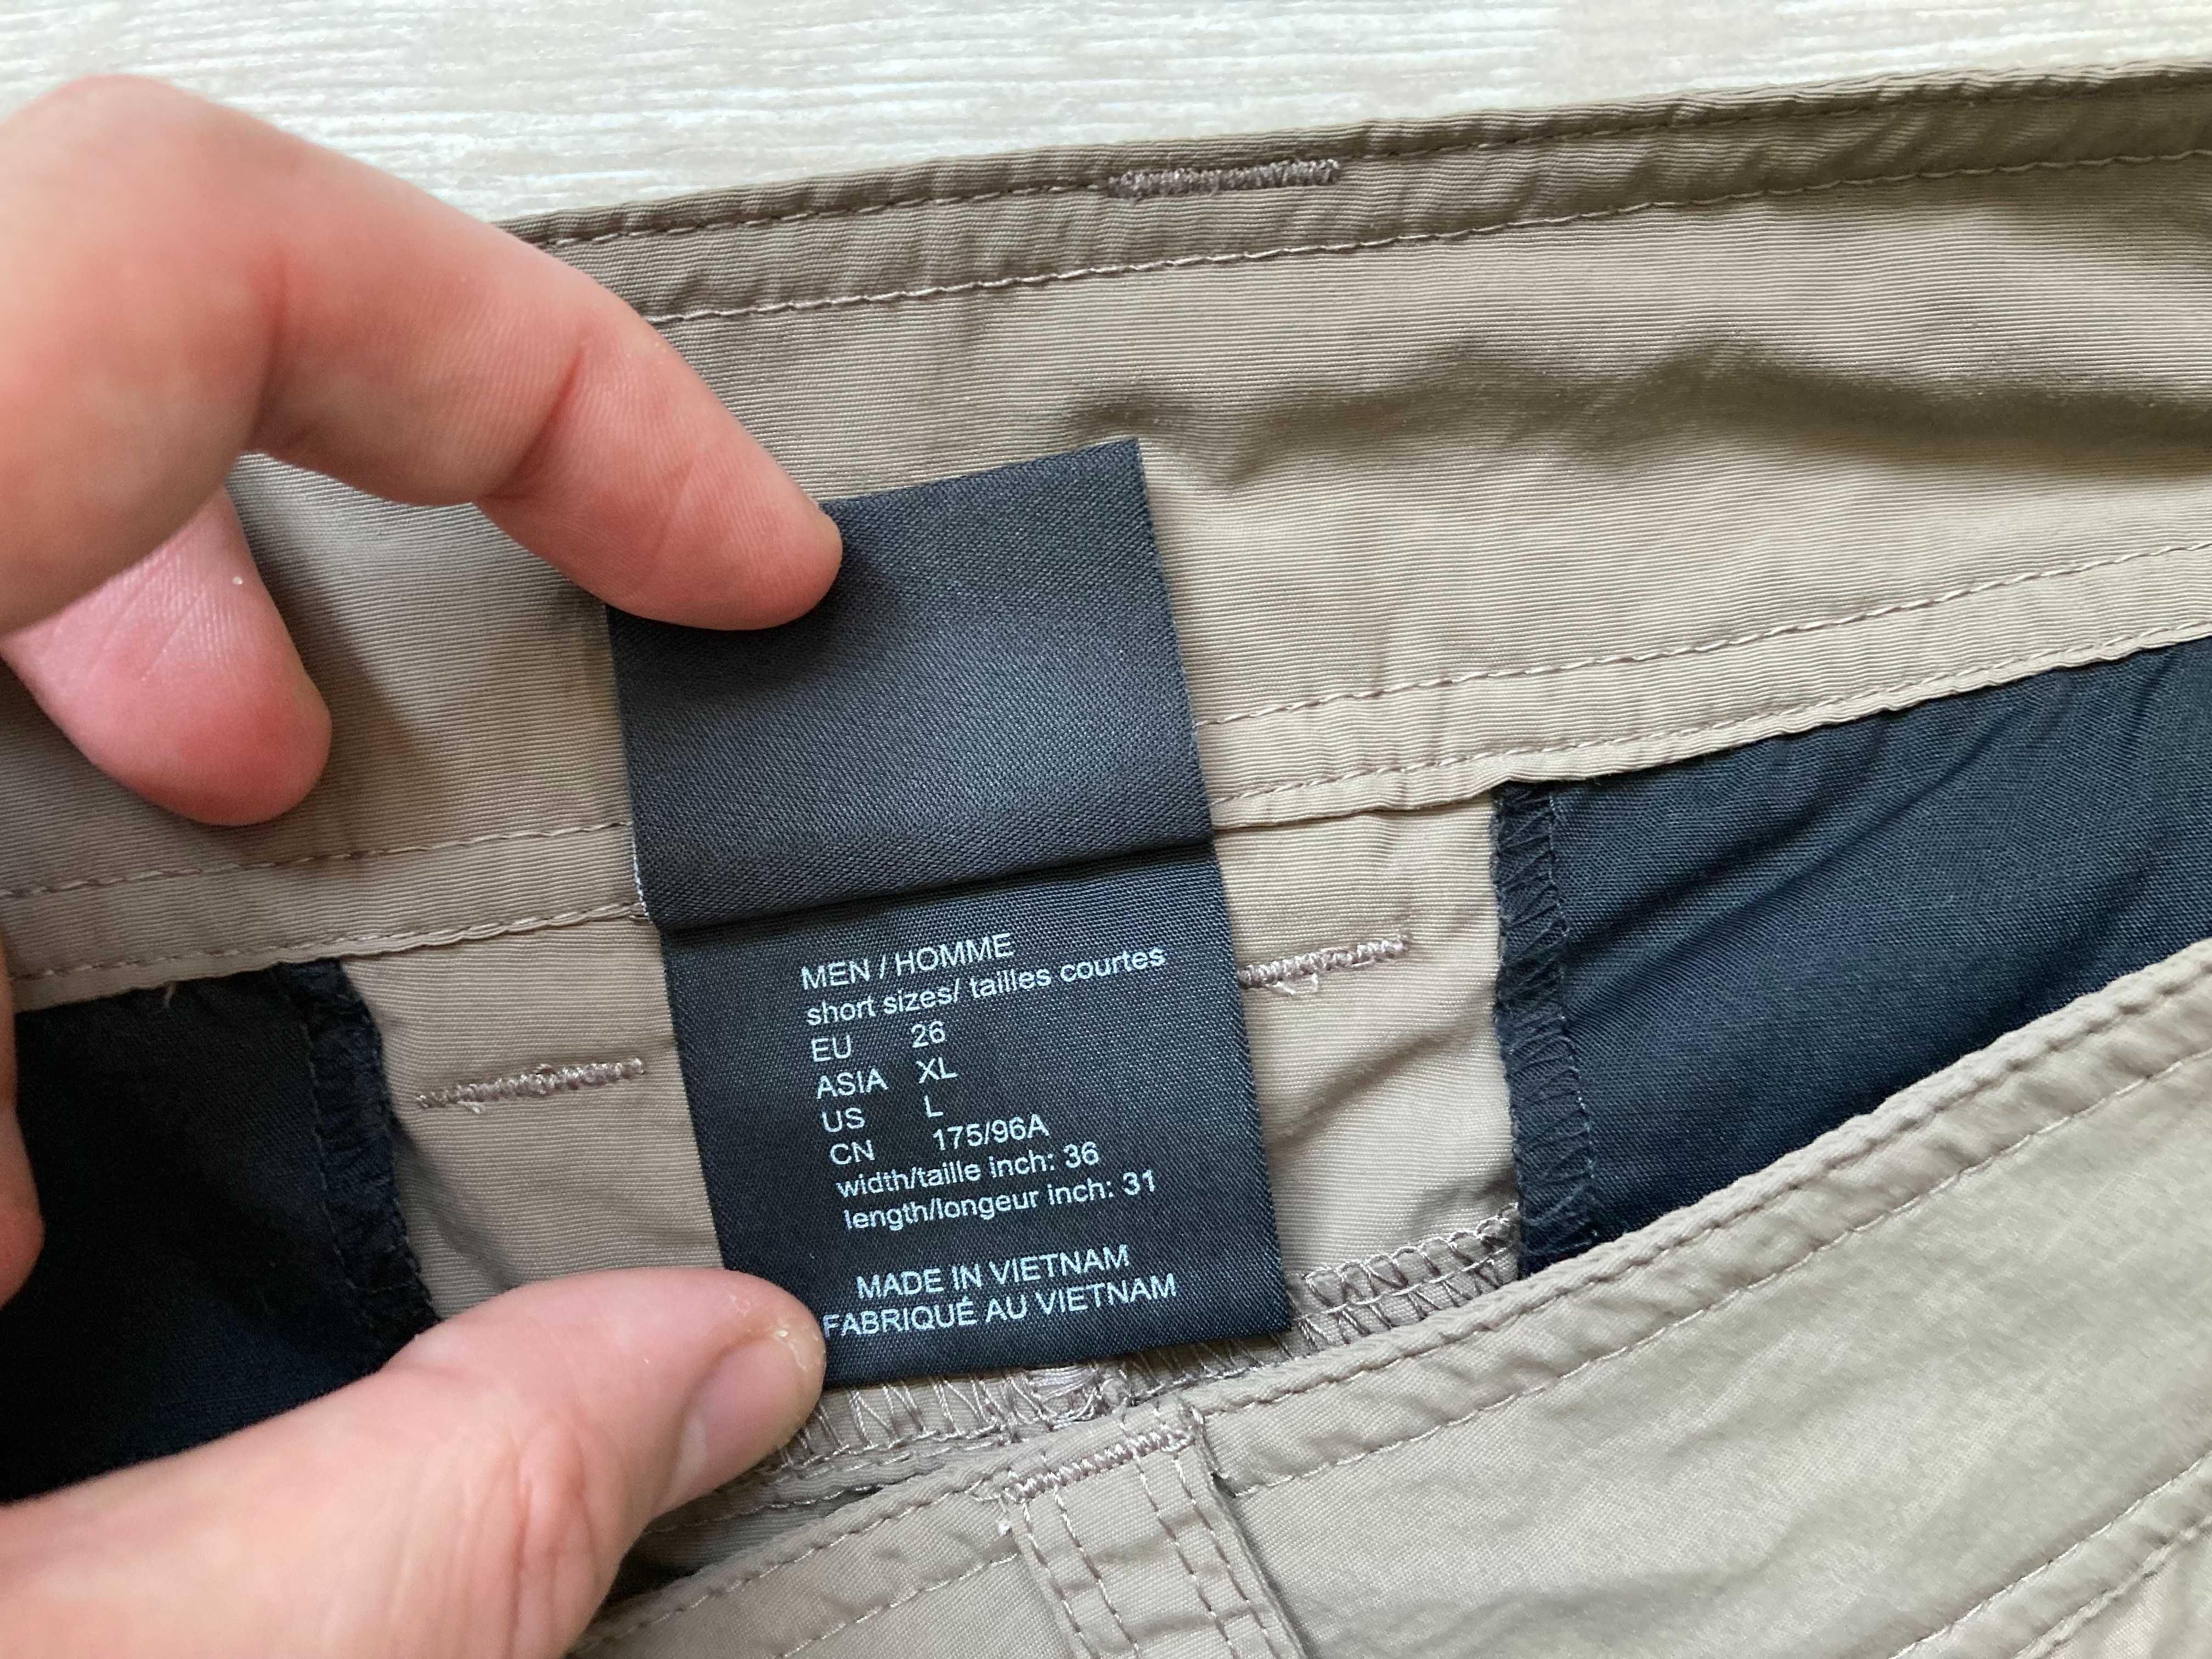 MEN / HOMME
short sizes/ tailles courtes
EU 26
ASIA XL
US L
CN 175/96A
width/taille inch: 36
length/longeur inch: 31
MADE IN VIETNAM
FABRIQUÉ AU VIETNAM